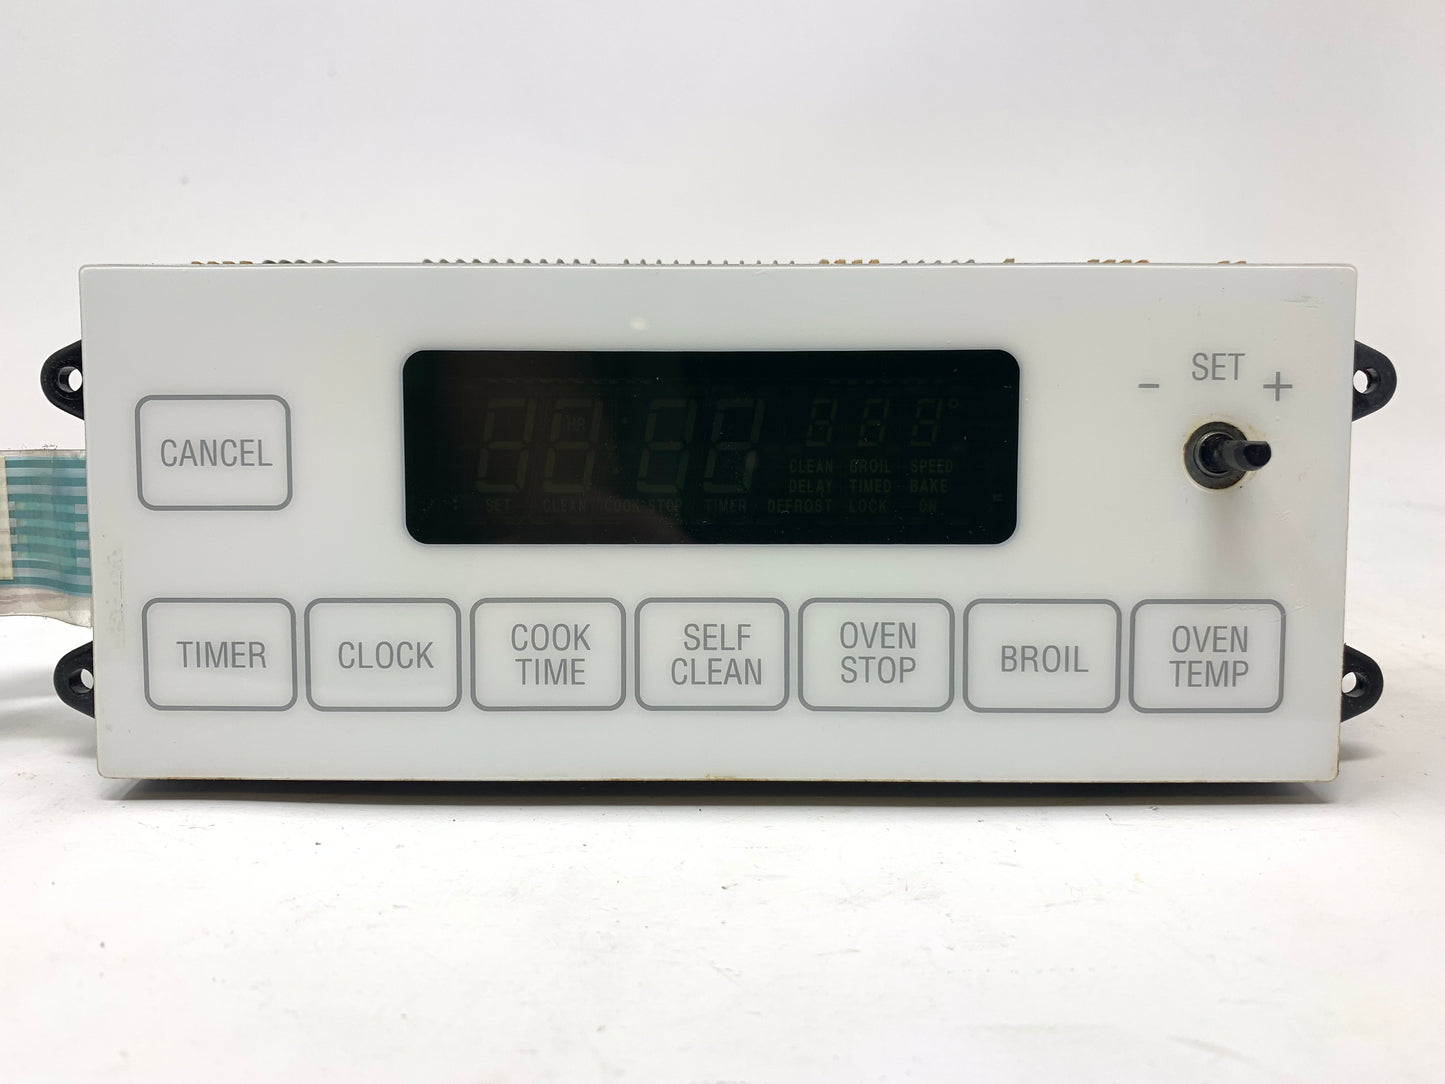 SET
- +
CANCEL
HR
CLEAN BROIL SPEED
DELAY TIMED BAKE
SET CLEAN COOK STOP TIMER DEFROST LOCK ON
TIMER
CLOCK
COOK
TIME
SELF
CLEAN
OVEN
STOP
BROIL
OVEN
TEMP